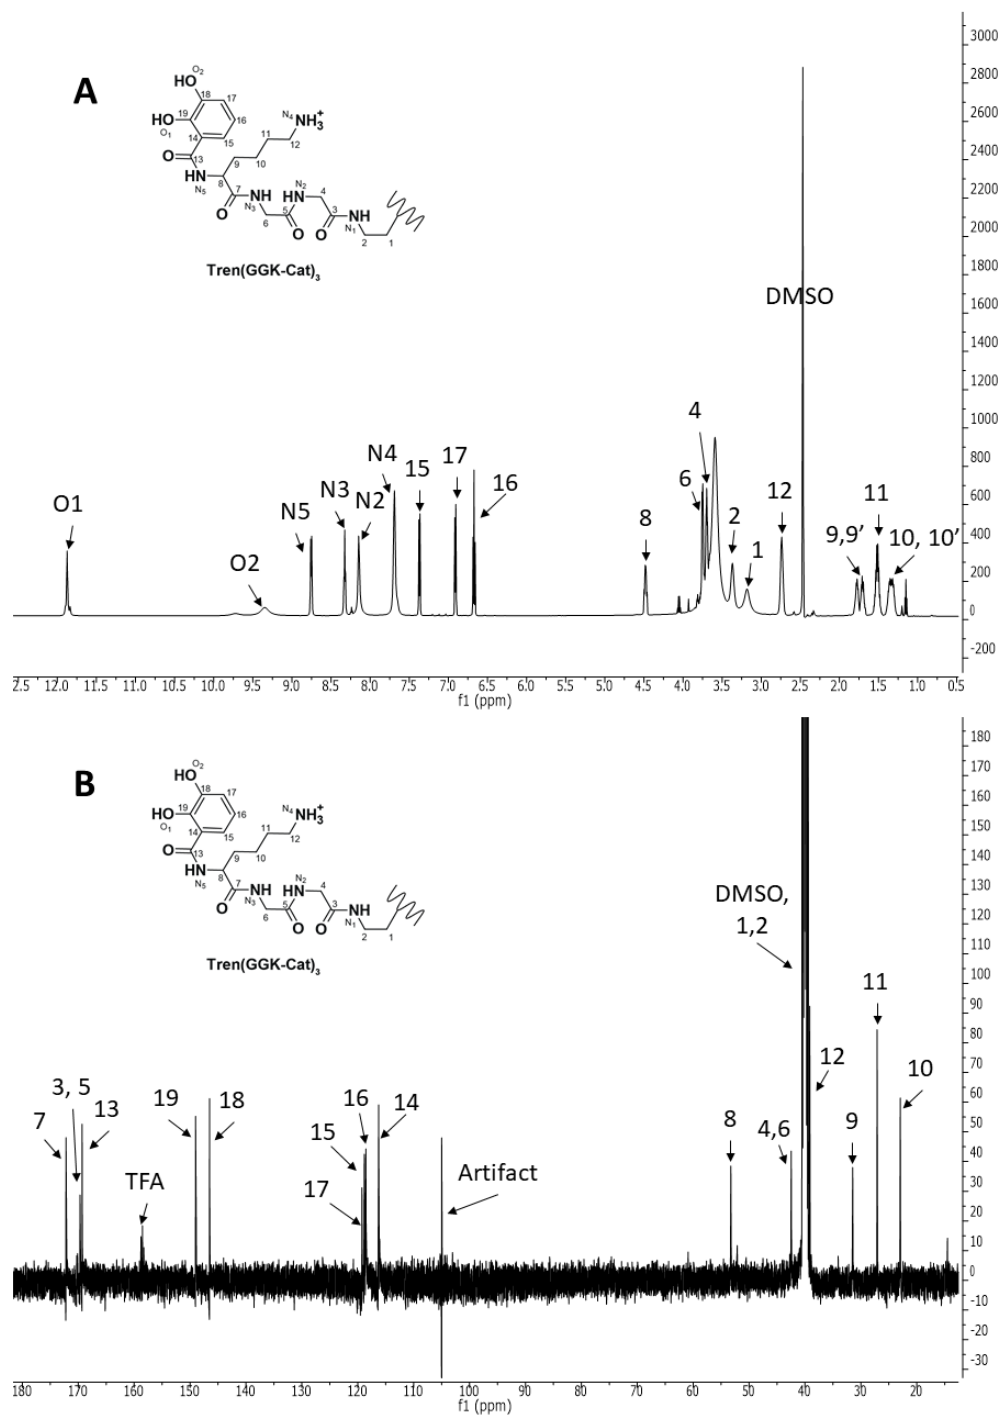 A
HO O2
18
17
HO 19
O1
16
14
15
O 13
HN
N5
N4
NH3+
11
12
9
10
8
7
O
NH
N3
6
5
O
N2
HN
4
3
O
NH
N1
2
1
Tren(GGK-Cat)3
DMSO
O1
O2
N5
N3
N2
N4
15
17
16
8
6
4
2
1
12
9,9’
11
10, 10’
3000
2800
2600
2400
2200
2000
1800
1600
1400
1200
1000
800
600
400
200
0
-200
2.5 12.0 11.5 11.0 10.5 10.0 9.5 9.0 8.5 8.0 7.5 7.0 6.5 6.0 5.5 5.0 4.5 4.0 3.5 3.0 2.5 2.0 1.5 1.0 0.5
f1 (ppm)
B
HO O2
18
17
HO 19
O1
16
14
15
O 13
HN
N5
N4
NH3+
11
12
9
10
8
7
O
NH
N3
6
5
O
N2
HN
4
3
O
NH
N1
2
1
Tren(GGK-Cat)3
DMSO,
1,2
7
3, 5
13
TFA
19
18
15
17
16
14
Artifact
8
4,6
12
9
11
10
180
170
160
150
140
130
120
110
100
90
80
70
60
50
40
30
20
10
0
-10
-20
-30
180 170 160 150 140 130 120 110 100 90 80 70 60 50 40 30 20
f1 (ppm)